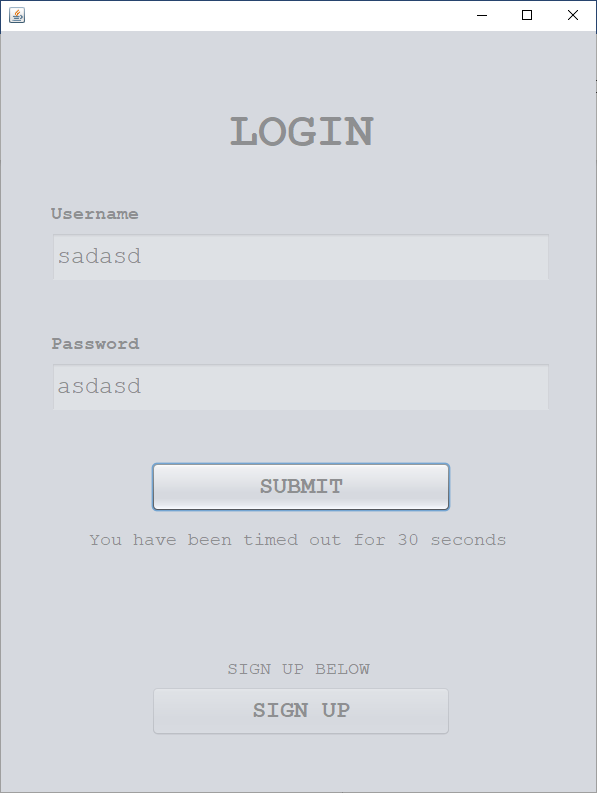 LOGIN
Username
sadasd
Password
asdasd
SUBMIT
You have been timed out for 30 seconds
SIGN UP BELOW
SIGN UP